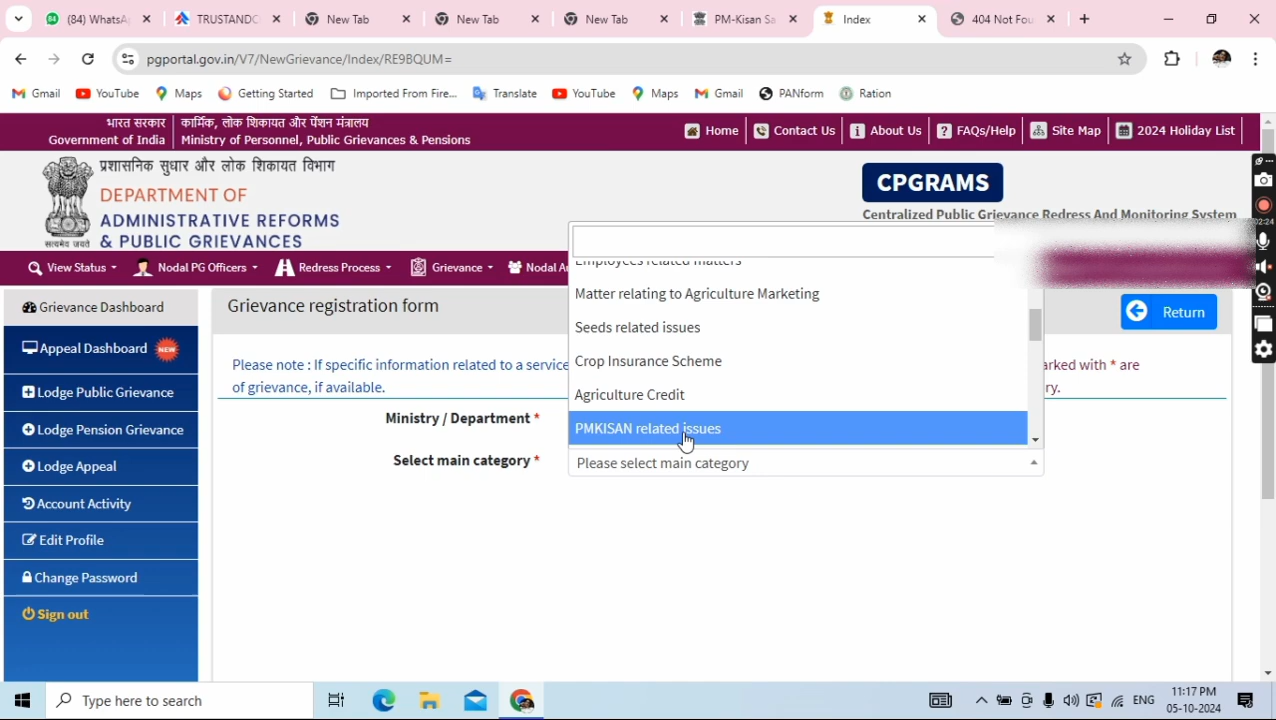 (84) WhatsA
TRUSTANDC
New Tab
New Tab
New Tab
PM-Kisan Sa
Index
404 Not Fou
pgportal.gov.in/V7/NewGrievance/Index/RE9BQUM=
Gmail
YouTube
Maps
Getting Started
Imported From Fire...
Translate
YouTube
Maps
Gmail
PANform
Ration
भारत सरकार
Government of India
कार्मिक, लोक शिकायत और पेंशन मंत्रालय
Ministry of Personnel, Public Grievances & Pensions
Home
Contact Us
About Us
FAQs/Help
Site Map
2024 Holiday List
सत्यमेव जयते
प्रशासनिक सुधार और लोक शिकायत विभाग
DEPARTMENT OF
ADMINISTRATIVE REFORMS
& PUBLIC GRIEVANCES
CPGRAMS
Centralized Public Grievance Redress And Monitoring System
02:24
View Status
Nodal PG Officers
Redress Process
Grievance
Nodal Au
Grievance Dashboard
Appeal Dashboard NEW
Lodge Public Grievance
Lodge Pension Grievance
Lodge Appeal
Account Activity
Edit Profile
Change Password
Sign out
Grievance registration form
Return
Please note : If specific information related to a service
arked with * are
of grievance, if available.
ry.
Ministry / Department *
Select main category *
Employees related matters
Matter relating to Agriculture Marketing
Seeds related issues
Crop Insurance Scheme
Agriculture Credit
PMKISAN related issues
Please select main category
Type here to search
ENG
11:17 PM
05-10-2024